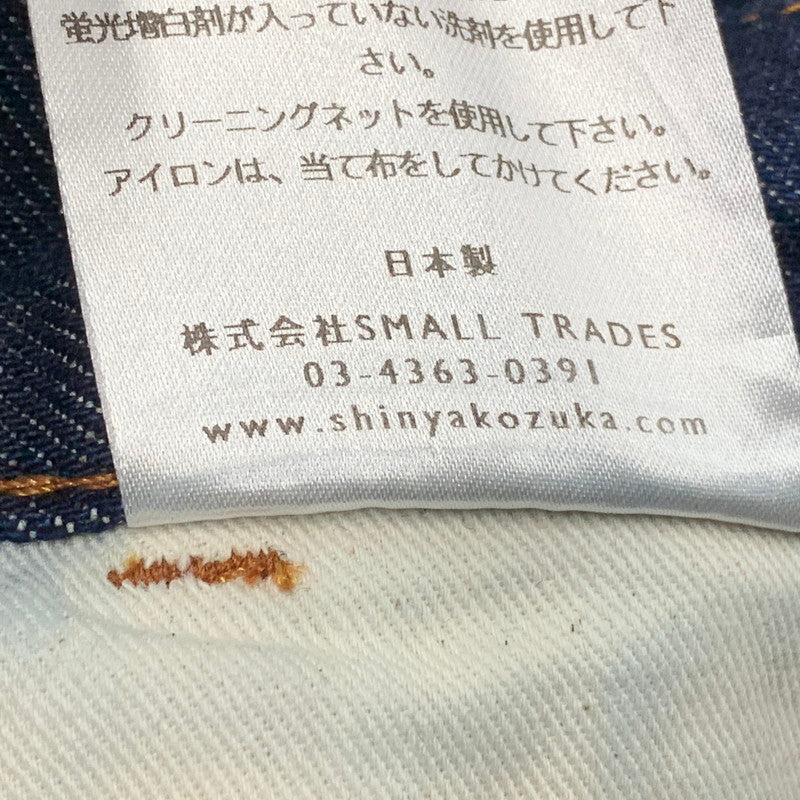 蛍光増白剤が入っていない洗剤を使用して下
さい。
クリーニングネットを使用して下さい。
アイロンは、当て布をしてかけてください。
日本製
株式会社SMALL TRADES
03-4363-0391
www.shinyakozuka.com